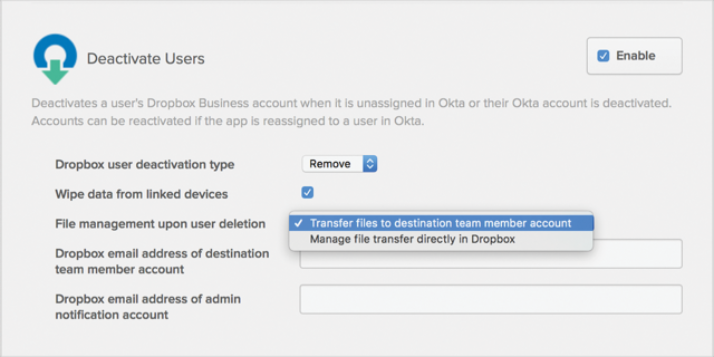 Deactivate Users
Enable
Deactivates a user's Dropbox Business account when it is unassigned in Okta or their Okta account is deactivated.
Accounts can be reactivated if the app is reassigned to a user in Okta.
Dropbox user deactivation type
Remove
Wipe data from linked devices
File management upon user deletion
Transfer files to destination team member account
Manage file transfer directly in Dropbox
Dropbox email address of destination
team member account
Dropbox email address of admin
notification account